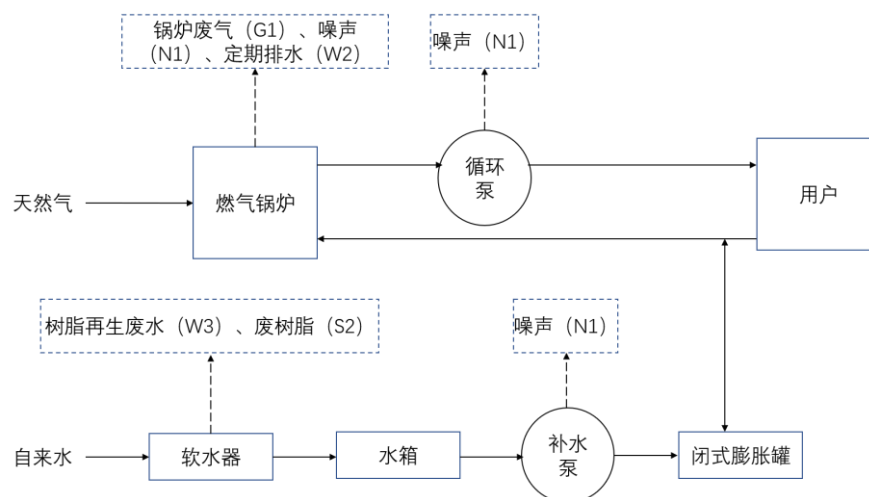 锅炉废气（G1）、噪声
（N1）、定期排水（W2）
噪声（N1）
循环
泵
天然气
燃气锅炉
用户
树脂再生废水（W3）、废树脂（S2）
噪声（N1）
自来水
软水器
水箱
补水
泵
闭式膨胀罐